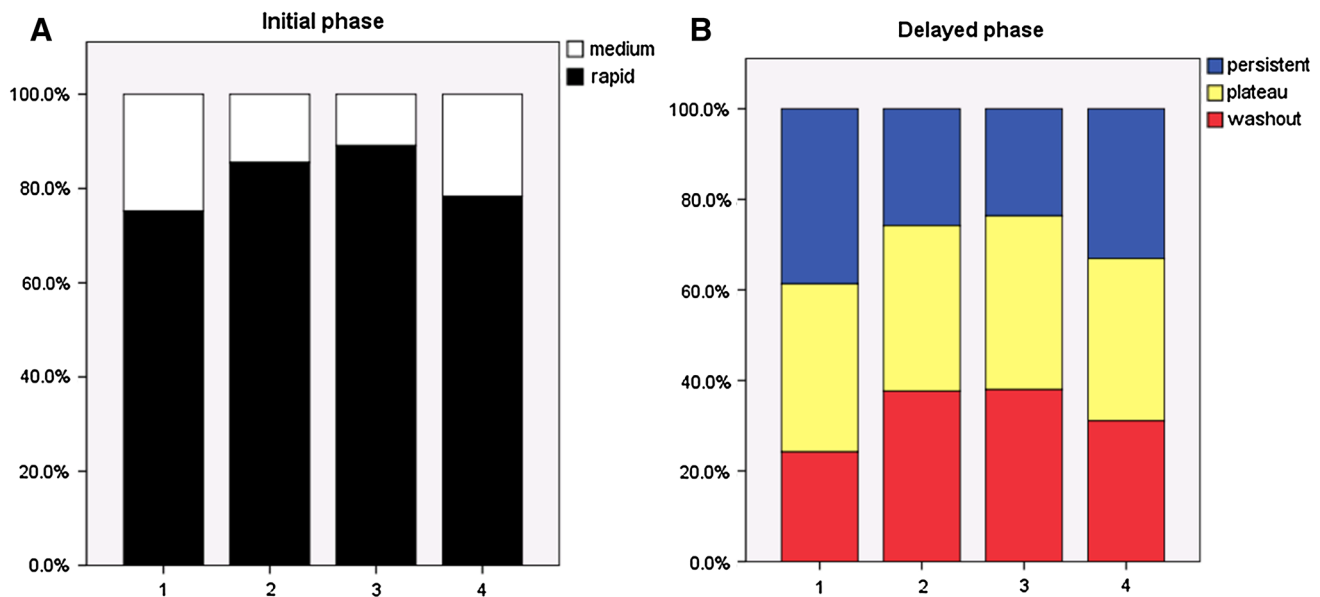 A
Initial phase
medium
rapid
100.0%
80.0%
60.0%
40.0%
20.0%
0.0%
1 2 3 4
B
Delayed phase
persistent
plateau
washout
100.0%
80.0%
60.0%
40.0%
20.0%
0.0%
1 2 3 4